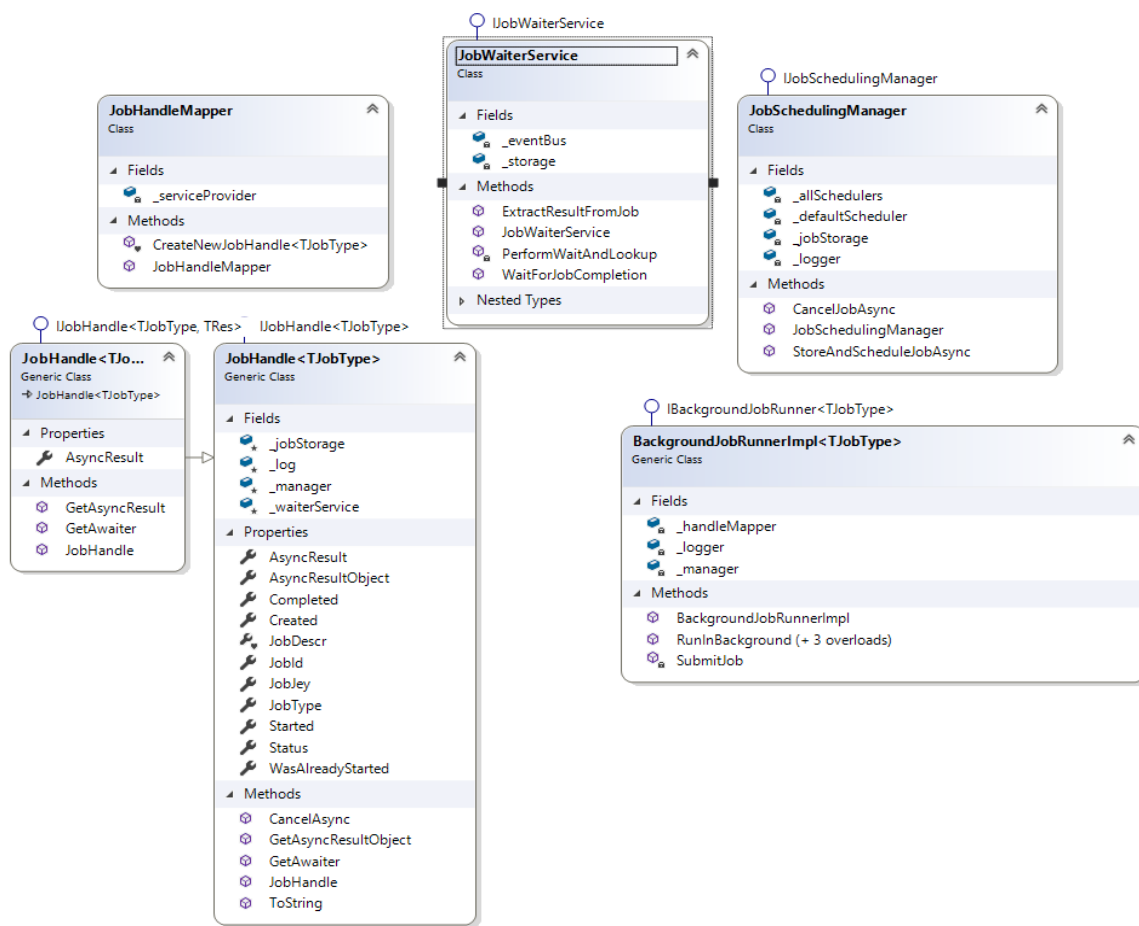 IJobWaiterService
JobWaiterService
Class
Fields
_eventBus
_storage
Methods
ExtractResultFromJob
JobWaiterService
PerformWaitAndLookup
WaitForJobCompletion
Nested Types
IJobSchedulingManager
JobSchedulingManager
Class
Fields
_allSchedulers
_defaultScheduler
_jobStorage
_logger
Methods
CancelJobAsync
JobSchedulingManager
StoreAndScheduleJobAsync
JobHandleMapper
Class
Fields
_serviceProvider
Methods
CreateNewJobHandle<TJobType>
JobHandleMapper
IJobHandle<TJobType, TRes>
JobHandle<TJo...
Generic Class
JobHandle<TJobType>
Properties
AsyncResult
Methods
GetAsyncResult
GetAwaiter
JobHandle
IJobHandle<TJobType>
JobHandle<TJobType>
Generic Class
Fields
_jobStorage
_log
_manager
_waiterService
Properties
AsyncResult
AsyncResultObject
Completed
Created
JobDescr
JobId
JobJey
JobType
Started
Status
WasAlreadyStarted
Methods
CancelAsync
GetAsyncResultObject
GetAwaiter
JobHandle
ToString
IBackgroundJobRunner<TJobType>
BackgroundJobRunnerImpl<TJobType>
Generic Class
Fields
_handleMapper
_logger
_manager
Methods
BackgroundJobRunnerImpl
RunInBackground (+ 3 overloads)
SubmitJob